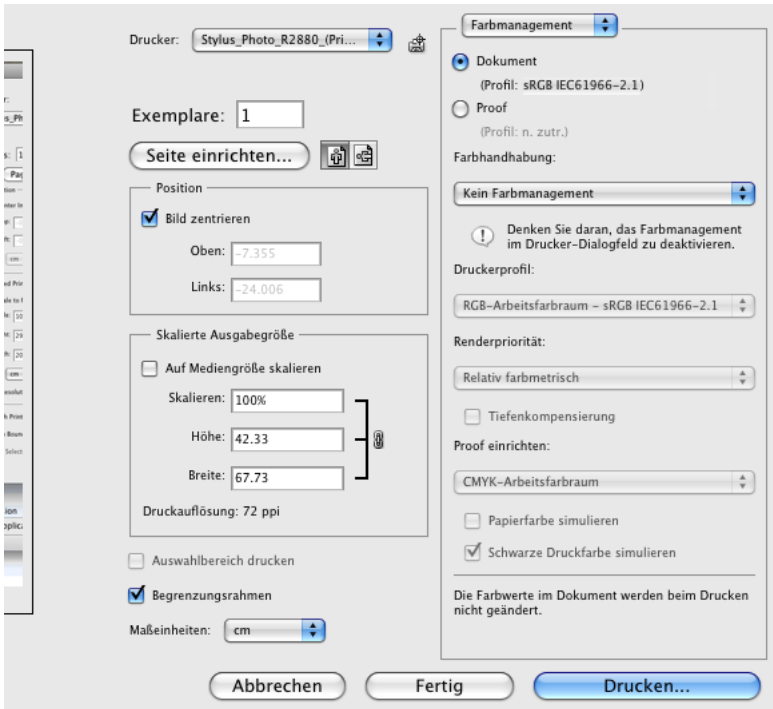 Drucker: Stylus_Photo_R2880_(Pri...
Exemplare: 1
Seite einrichten...
Position
Bild zentrieren
Oben: -7.355
Links: -24.006
Skalierte Ausgabegröße
Auf Mediengröße skalieren
Skalieren: 100%
Höhe: 42.33
Breite: 67.73
Druckauflösung: 72 ppi
Auswahlbereich drucken
Begrenzungsrahmen
Maßeinheiten: cm
Farbmanagement
Dokument
(Profil: sRGB IEC61966-2.1)
Proof
(Profil: n. zutr.)
Farbhandhabung:
Kein Farbmanagement
Denken Sie daran, das Farbmanagement
im Drucker-Dialogfeld zu deaktivieren.
Druckerprofil:
RGB-Arbeitsfarbraum - sRGB IEC61966-2.1
Renderpriorität:
Relativ farbmetrisch
Tiefenkompensierung
Proof einrichten:
CMYK-Arbeitsfarbraum
Papierfarbe simulieren
Schwarze Druckfarbe simulieren
Die Farbwerte im Dokument werden beim Drucken
nicht geändert.
Abbrechen
Fertig
Drucken...